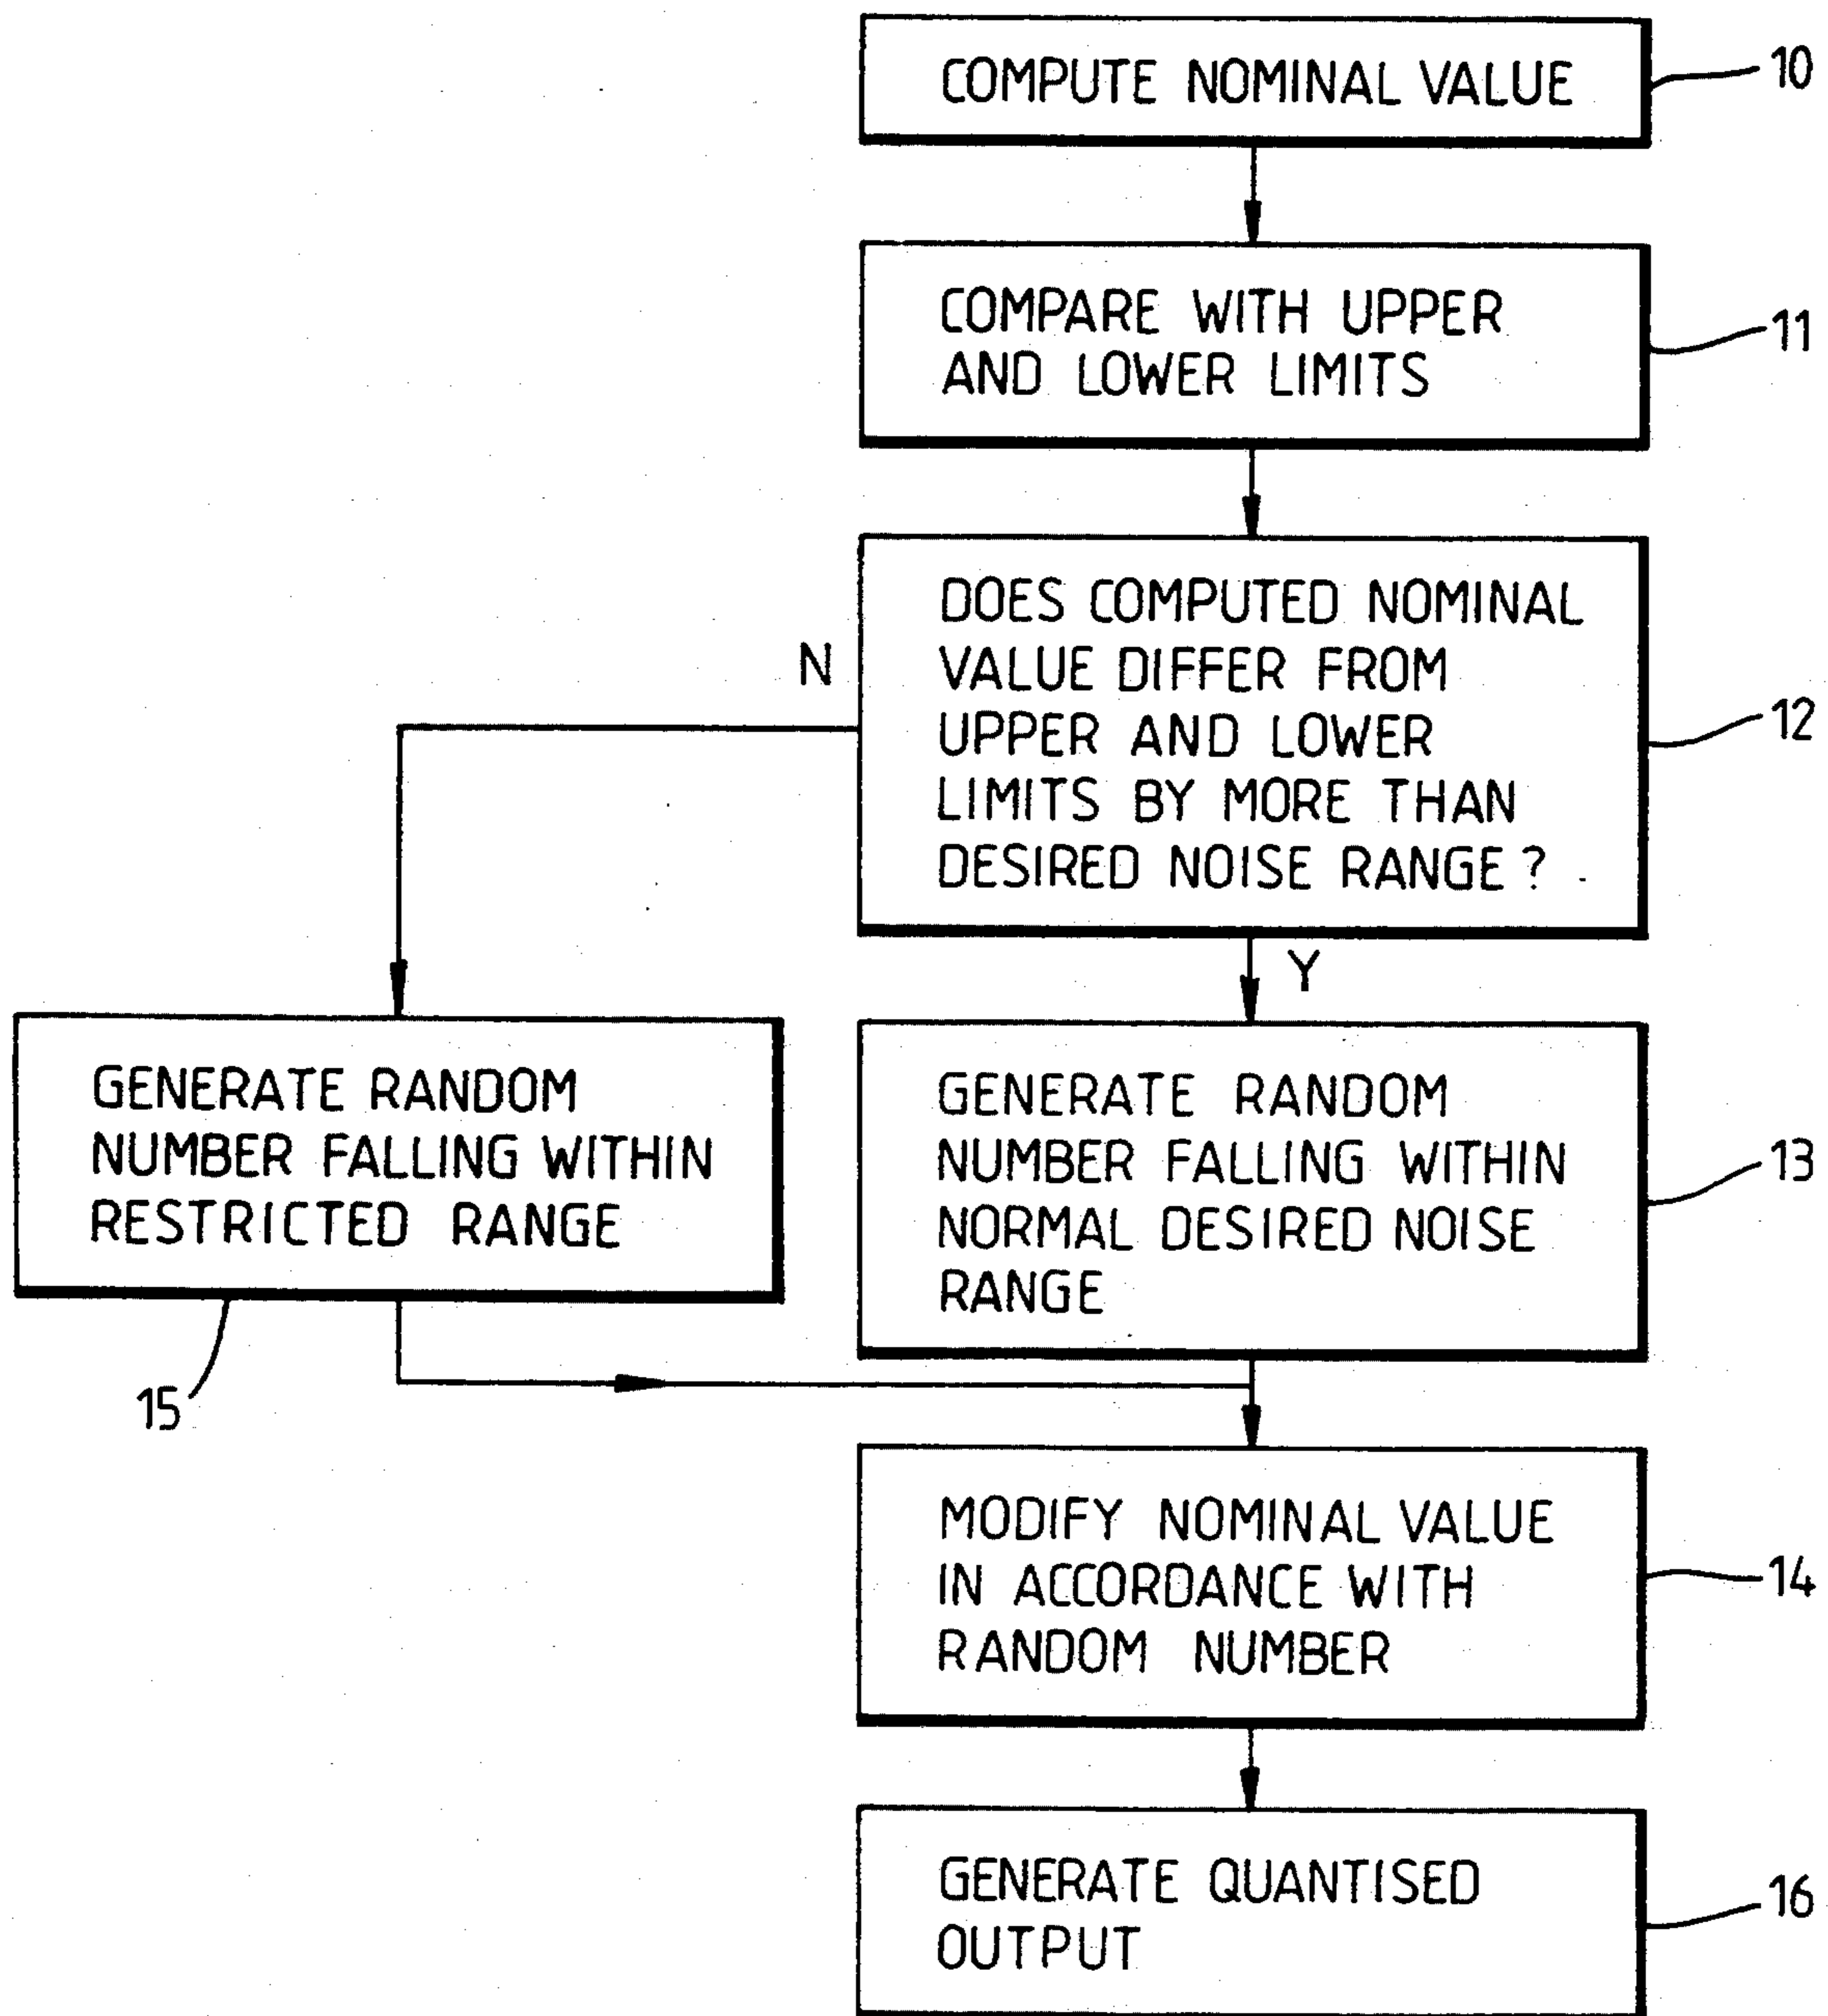 COMPUTE NOMINAL VALUE
10
COMPARE WITH UPPER
AND LOWER LIMITS
11
DOES COMPUTED NOMINAL
VALUE DIFFER FROM
UPPER AND LOWER
LIMITS BY MORE THAN
DESIRED NOISE RANGE?
12
N
Y
GENERATE RANDOM
NUMBER FALLING WITHIN
RESTRICTED RANGE
15
GENERATE RANDOM
NUMBER FALLING WITHIN
NORMAL DESIRED NOISE
RANGE
13
MODIFY NOMINAL VALUE
IN ACCORDANCE WITH
RANDOM NUMBER
14
GENERATE QUANTISED
OUTPUT
16